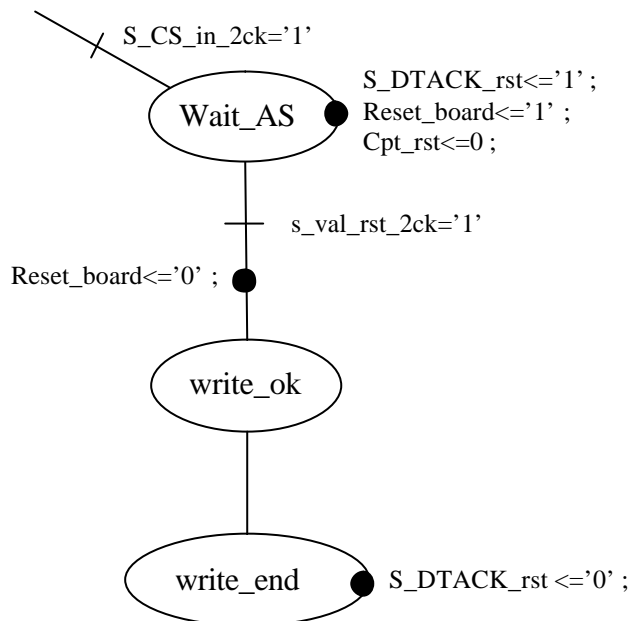 S_CS_in_2ck=’1’
Wait_AS
S_DTACK_rst<=’1’ ;
Reset_board<=’1’ ;
Cpt_rst<=0 ;
s_val_rst_2ck=’1’
Reset_board<=’0’ ;
write_ok
write_end
S_DTACK_rst <=’0’ ;